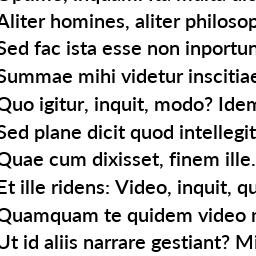 Aliter homines, aliter philosop
Sed fac ista esse non inportun
Summae mihi videtur inscitiae
Quo igitur, inquit, modo? Idem
Sed plane dicit quod intellegit
Quae cum dixisset, finem ille.
Et ille ridens: Video, inquit, qu
Quamquam te quidem video
Ut id aliis narrare gestiant? Mi